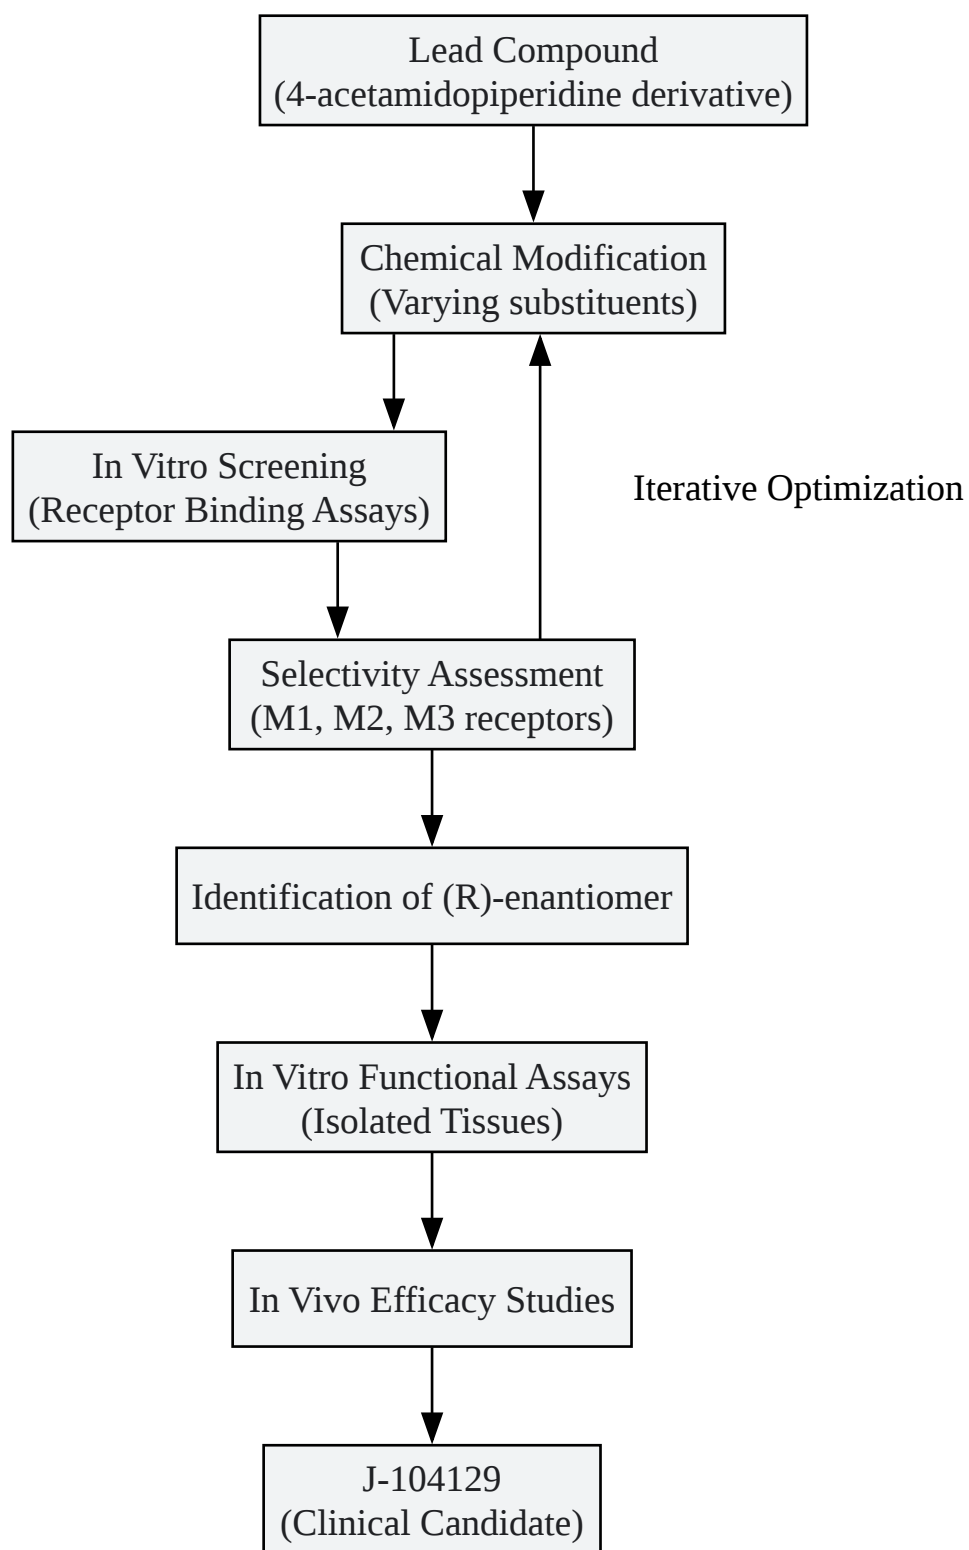 Lead Compound
(4-acetamidopiperidine derivative)
Chemical Modification
(Varying substituents)
In Vitro Screening
(Receptor Binding Assays)
Iterative Optimization
Selectivity Assessment
(M1, M2, M3 receptors)
Identification of (R)-enantiomer
In Vitro Functional Assays
(Isolated Tissues)
In Vivo Efficacy Studies
J-104129
(Clinical Candidate)